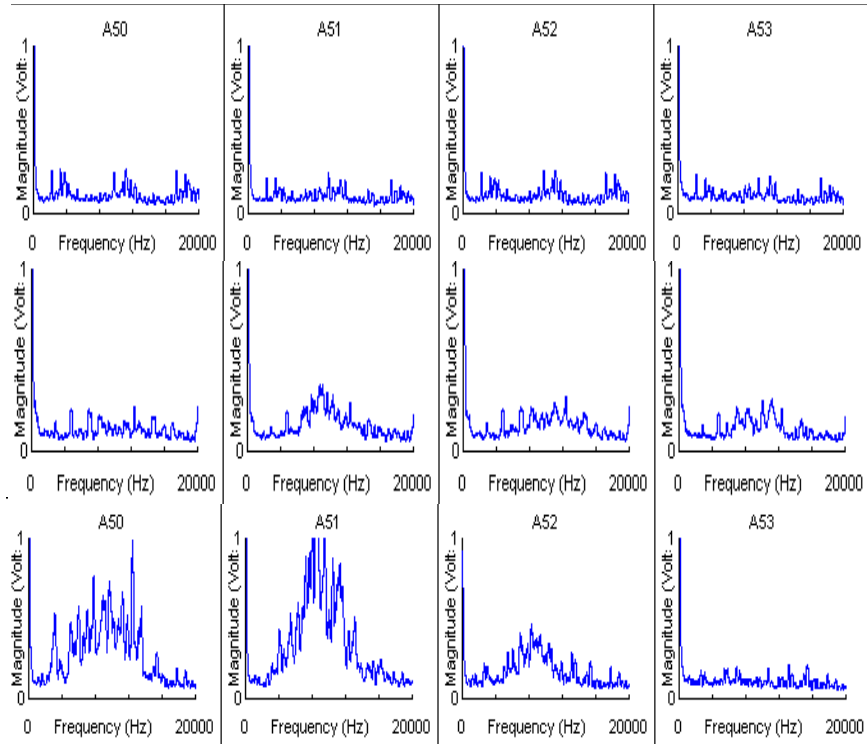 A50 A51 A52 A53
Magnitude (Volt: Magnitude (Volt: Magnitude (Volt: Magnitude (Volt:
1 1 1 1
0 0 0 0
0 Frequency (Hz) 20000 0 Frequency (Hz) 20000 0 Frequency (Hz) 20000 0 Frequency (Hz) 20000
Magnitude (Volt: Magnitude (Volt: Magnitude (Volt: Magnitude (Volt:
1 1 1 1
0 0 0 0
0 Frequency (Hz) 20000 0 Frequency (Hz) 20000 0 Frequency (Hz) 20000 0 Frequency (Hz) 20000
A50 A51 A52 A53
Magnitude (Volt: Magnitude (Volt: Magnitude (Volt: Magnitude (Volt:
1 1 1 1
0 0 0 0
0 Frequency (Hz) 20000 0 Frequency (Hz) 20000 0 Frequency (Hz) 20000 0 Frequency (Hz) 20000